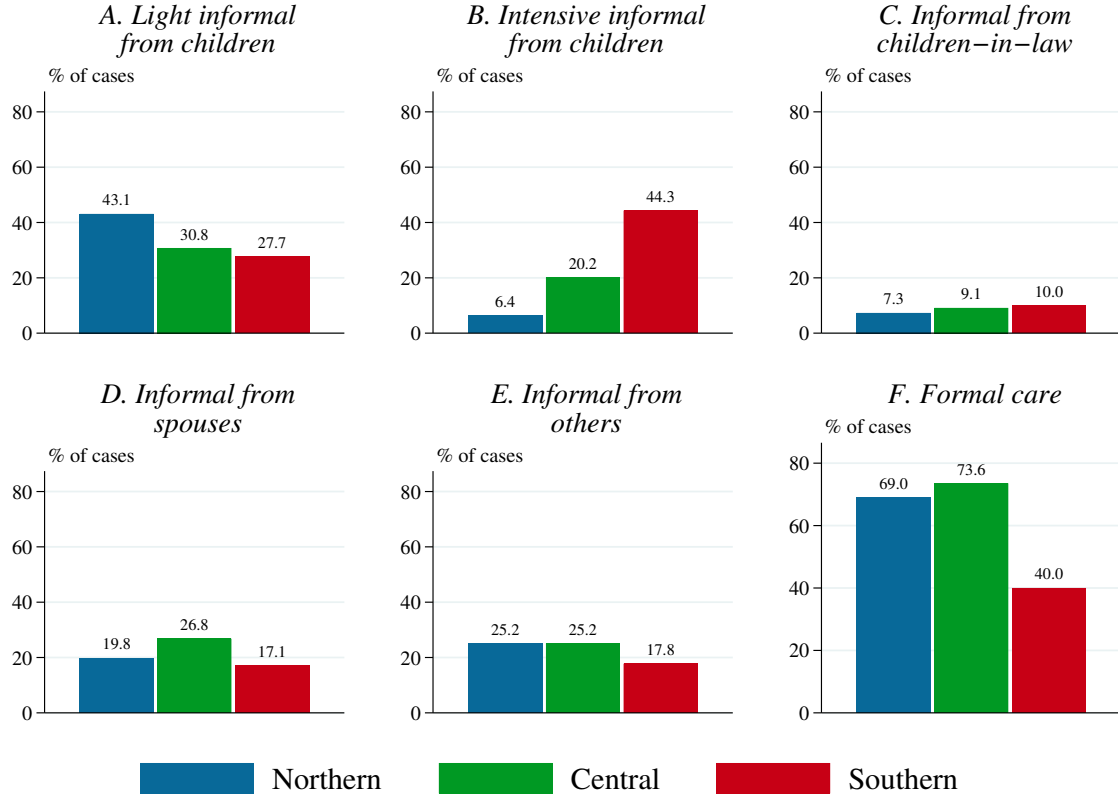 A. Light informal
from children
% of cases
80
60
40
20
0
43.1
30.8
27.7
B. Intensive informal
from children
% of cases
80
60
40
20
0
6.4
20.2
44.3
C. Informal from
children−in−law
% of cases
80
60
40
20
0
7.3
9.1
10.0
D. Informal from
spouses
% of cases
80
60
40
20
0
19.8
26.8
17.1
E. Informal from
others
% of cases
80
60
40
20
0
25.2
25.2
17.8
F. Formal care
% of cases
80
60
40
20
0
69.0
73.6
40.0
Northern
Central
Southern